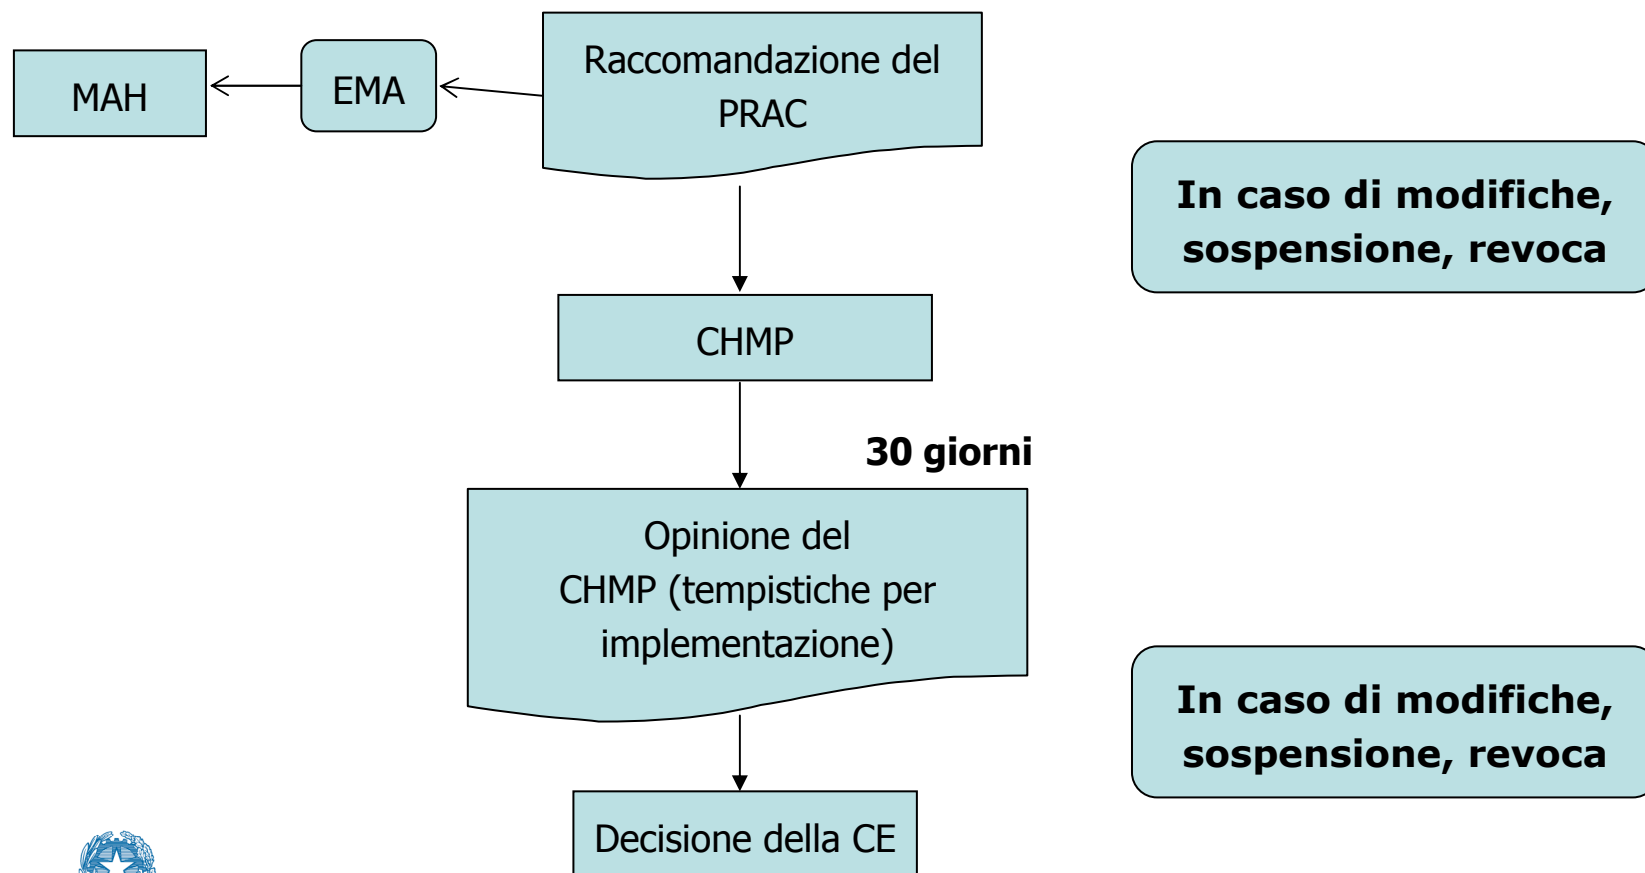 MAH
EMA
Raccomandazione del
PRAC
In caso di modifiche,
sospensione, revoca
CHMP
30 giorni
Opinione del
CHMP (tempistiche per
implementazione)
In caso di modifiche,
sospensione, revoca
Decisione della CE